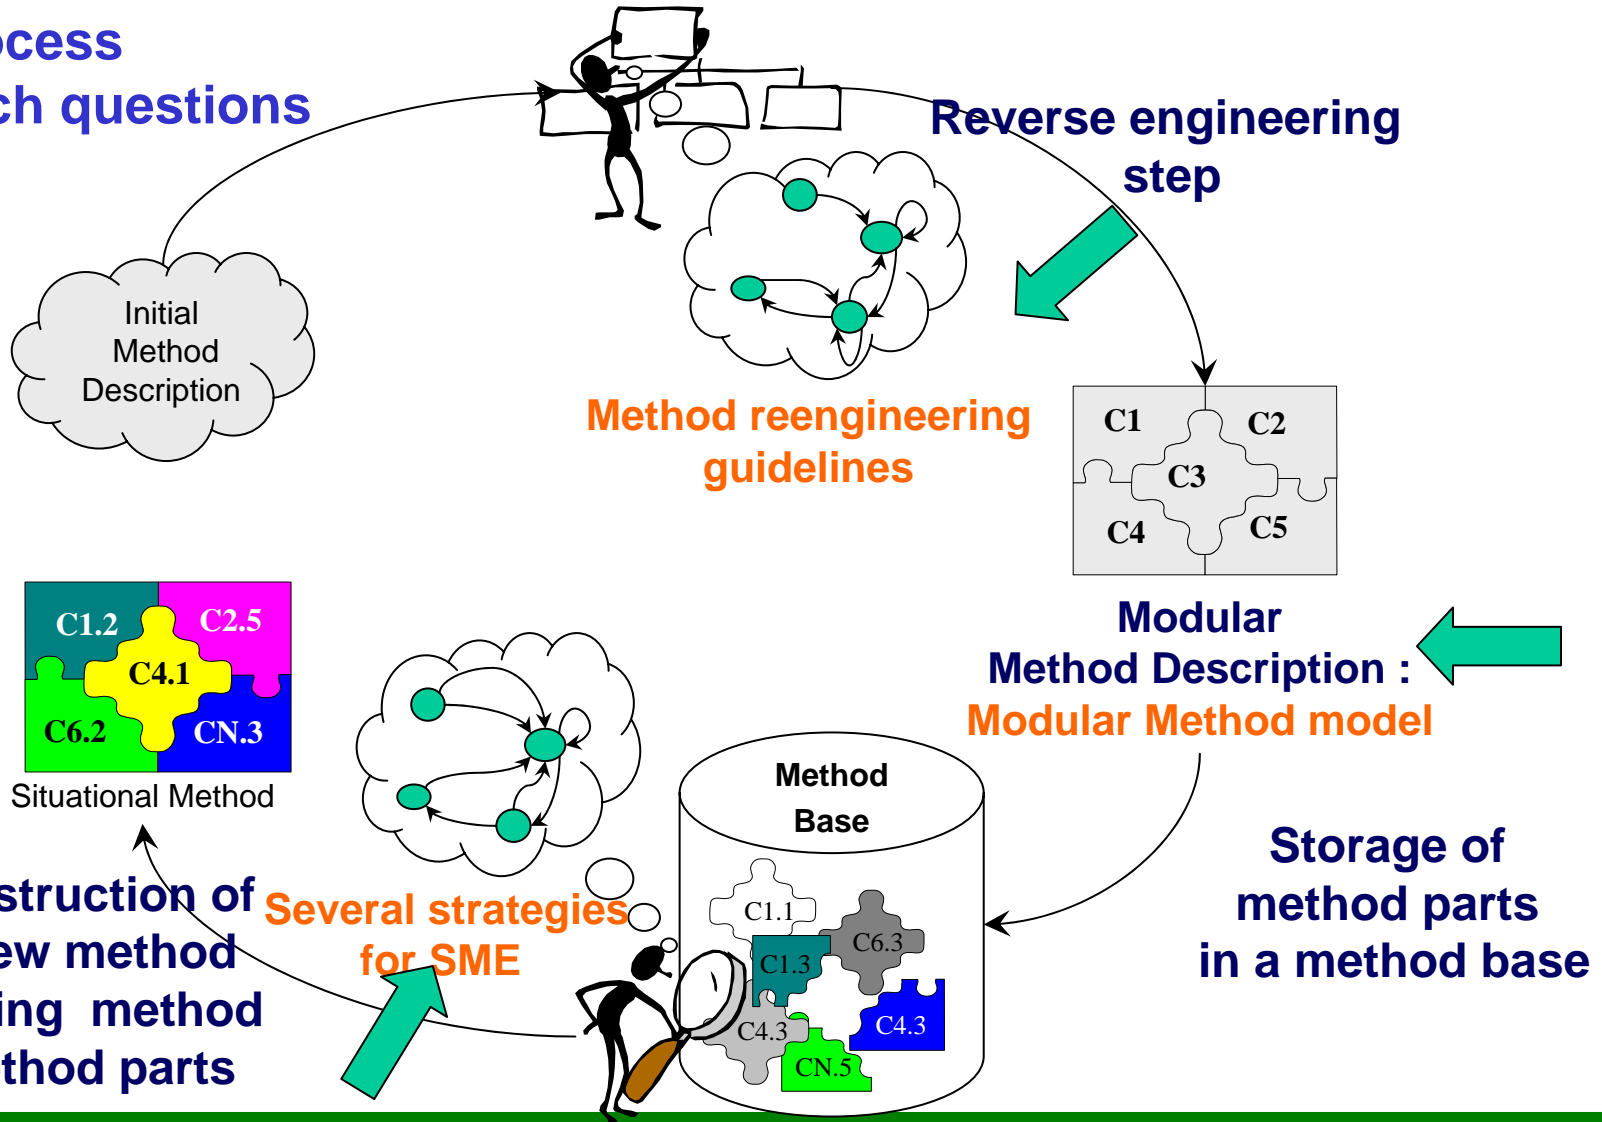 ocess
ch questions
Reverse engineering
step
Initial
Method
Description
Method reengineering
guidelines
C1
C2
C3
C4
C5
Modular
Method Description :
Modular Method model
C1.2
C2.5
C4.1
C6.2
CN.3
Situational Method
Method
Base
C1.1
C6.3
C1.3
C4.3
C4.3
CN.5
Storage of
method parts
in a method base
Several strategies
for SME
struction of
ew method
ing method
thod parts